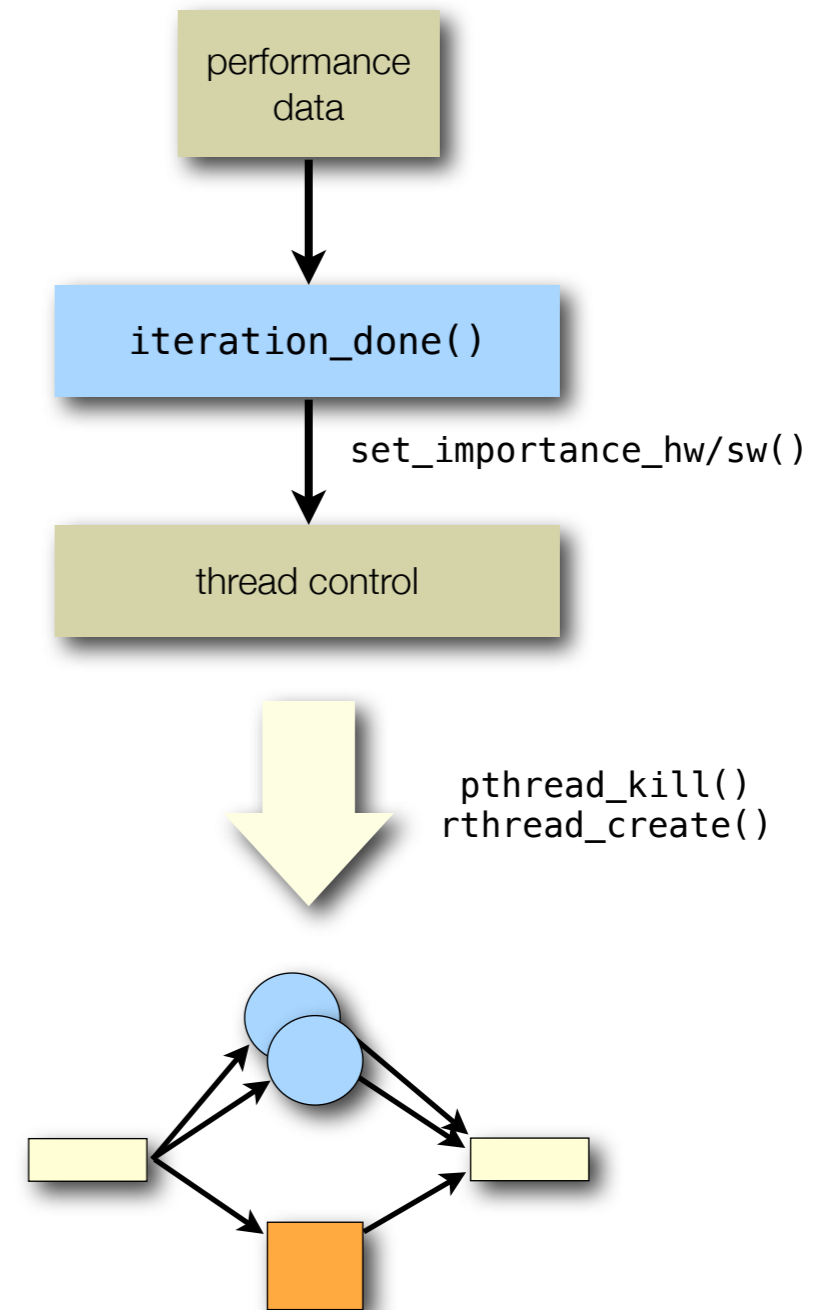 performance
data
iteration_done()
set_importance_hw/sw()
thread control
pthread_kill()
rthread_create()